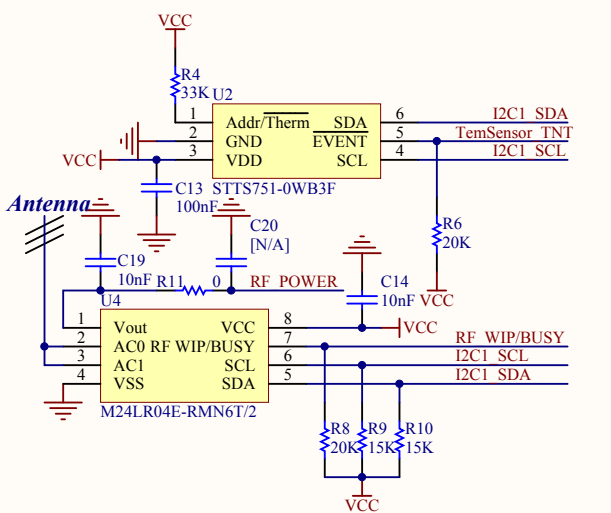 VCC
R4
33K
U2
1
Addr/Therm
SDA
6
I2C1_SDA
2
GND
EVENT
5
TemSensor_TNT
VCC
3
VDD
SCL
4
I2C1_SCL
C13
STTS751-0WB3F
100nF
Antenna
C20
[N/A]
R6
20K
C19
10nF
R11
0
RF_POWER
C14
10nF
VCC
U4
1
Vout
VCC
8
VCC
2
AC0
RF WIP/BUSY
7
RF_WIP/BUSY
3
AC1
SCL
6
I2C1_SCL
4
VSS
SDA
5
I2C1_SDA
M24LR04E-RMN6T/2
R8
20K
R9
15K
R10
15K
VCC